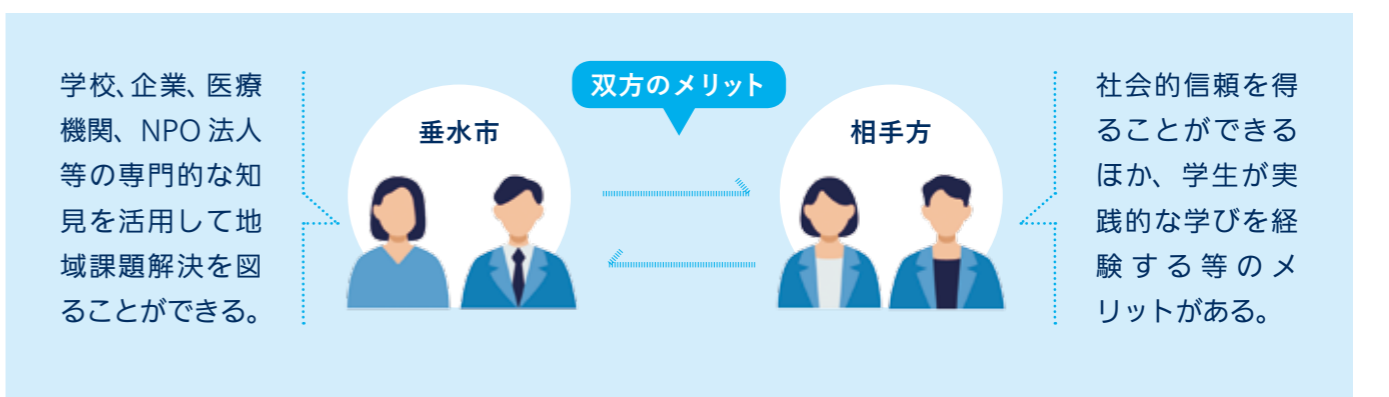 双方のメリット
垂水市
学校、企業、医療
機関、NPO 法人
等の専門的な知
見を活用して地
域課題解決を図
ることができる。
相手方
社会的信頼を得
ることができる
ほか、学生が実
践的な学びを経
験する等のメ
リットがある。